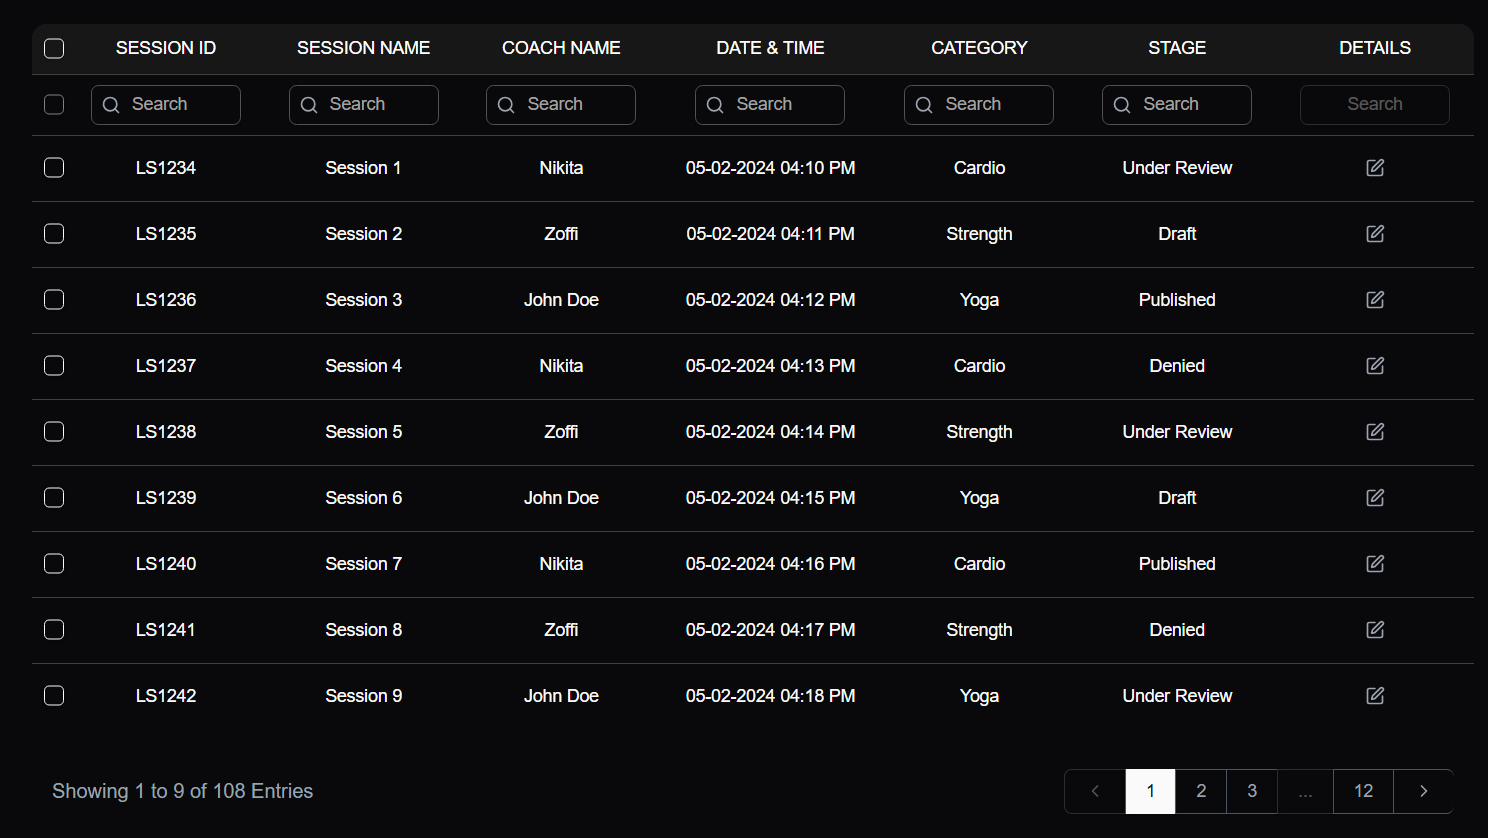 SESSION ID SESSION NAME COACH NAME DATE & TIME CATEGORY STAGE DETAILS
Search Search Search Search Search Search Search
LS1234 Session 1 Nikita 05-02-2024 04:10 PM Cardio Under Review
LS1235 Session 2 Zoffi 05-02-2024 04:11 PM Strength Draft
LS1236 Session 3 John Doe 05-02-2024 04:12 PM Yoga Published
LS1237 Session 4 Nikita 05-02-2024 04:13 PM Cardio Denied
LS1238 Session 5 Zoffi 05-02-2024 04:14 PM Strength Under Review
LS1239 Session 6 John Doe 05-02-2024 04:15 PM Yoga Draft
LS1240 Session 7 Nikita 05-02-2024 04:16 PM Cardio Published
LS1241 Session 8 Zoffi 05-02-2024 04:17 PM Strength Denied
LS1242 Session 9 John Doe 05-02-2024 04:18 PM Yoga Under Review
Showing 1 to 9 of 108 Entries 1 2 3 ... 12